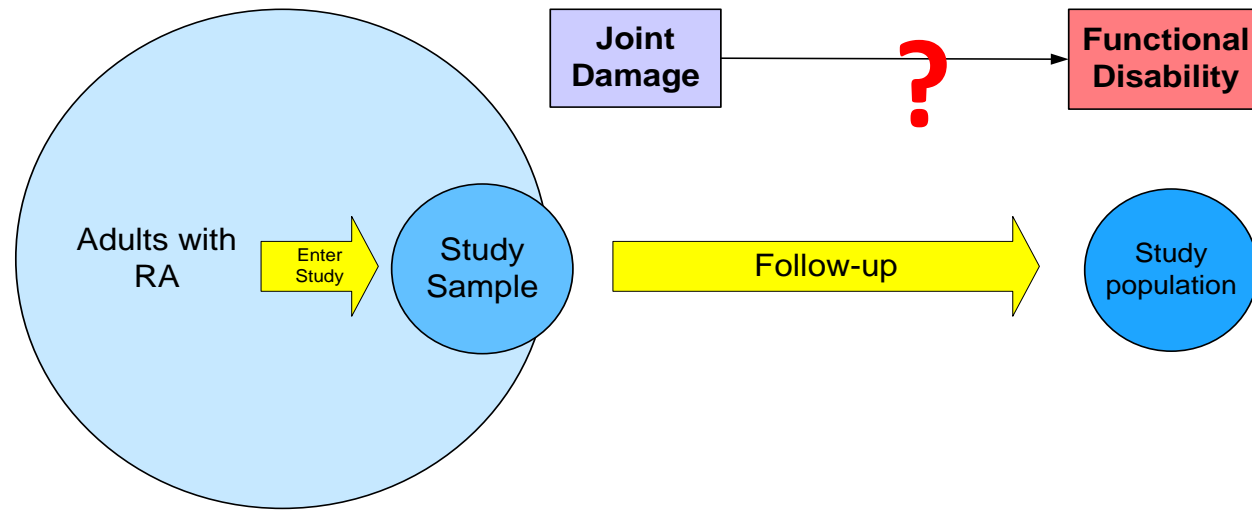 Joint
Damage
?
Functional
Disability
Adults with
RA
Enter
Study
Study
Sample
Follow-up
Study
population